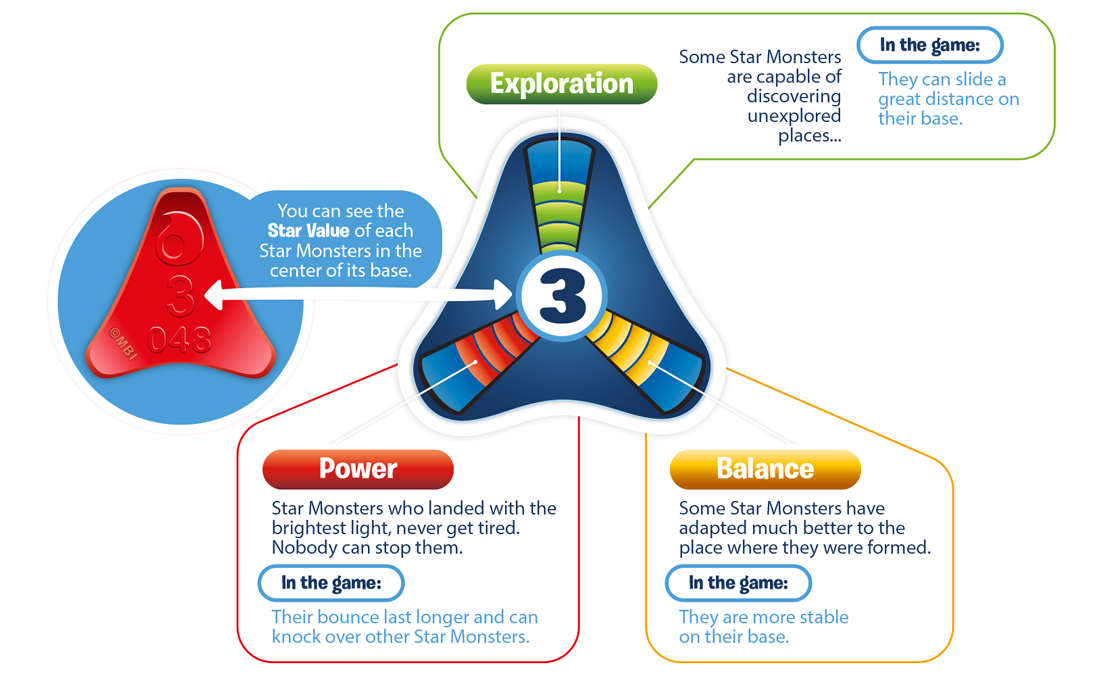 Exploration
Some Star Monsters
are capable of
discovering
unexplored
places...
In the game:
They can slide a
great distance on
their base.
You can see the
Star Value of each
Star Monsters in the
center of its base.
6
3
048
©MBI
3
Power
Star Monsters who landed with the
brightest light, never get tired.
Nobody can stop them.
In the game:
Their bounce last longer and can
knock over other Star Monsters.
Balance
Some Star Monsters have
adapted much better to the
place where they were formed.
In the game:
They are more stable
on their base.